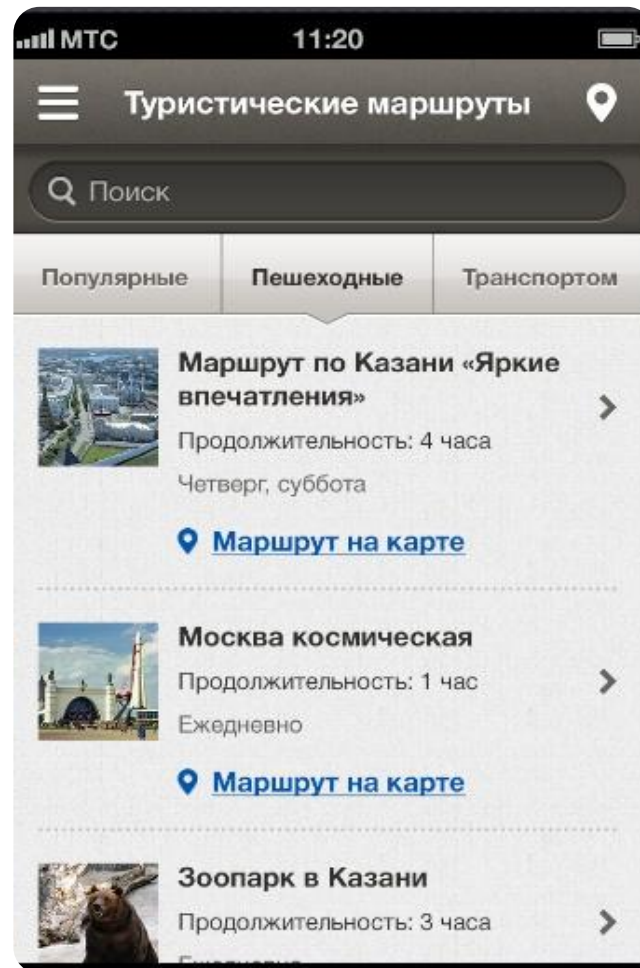 МТС 11:20
Туристические маршруты
Поиск
Популярные Пешеходные Транспортом
Маршрут по Казани «Яркие
впечатления»
Продолжительность: 4 часа
Четверг, суббота
Маршрут на карте
Москва космическая
Продолжительность: 1 час
Ежедневно
Маршрут на карте
Зоопарк в Казани
Продолжительность: 3 часа
Ежедневно